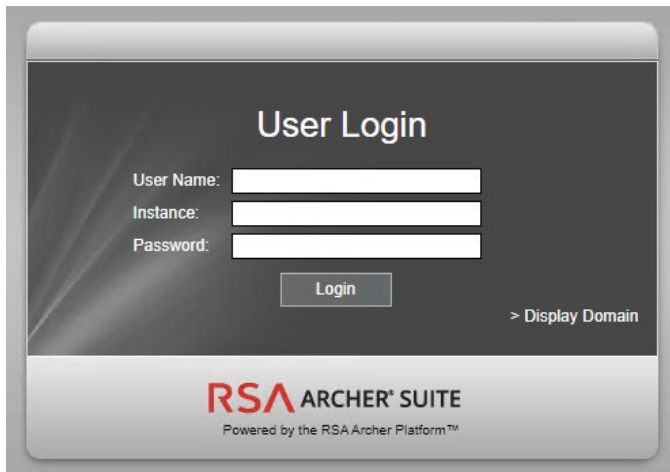 User Login
User Name:
Instance:
Password:
Login
> Display Domain
RSA ARCHER® SUITE
Powered by the RSA Archer Platform™